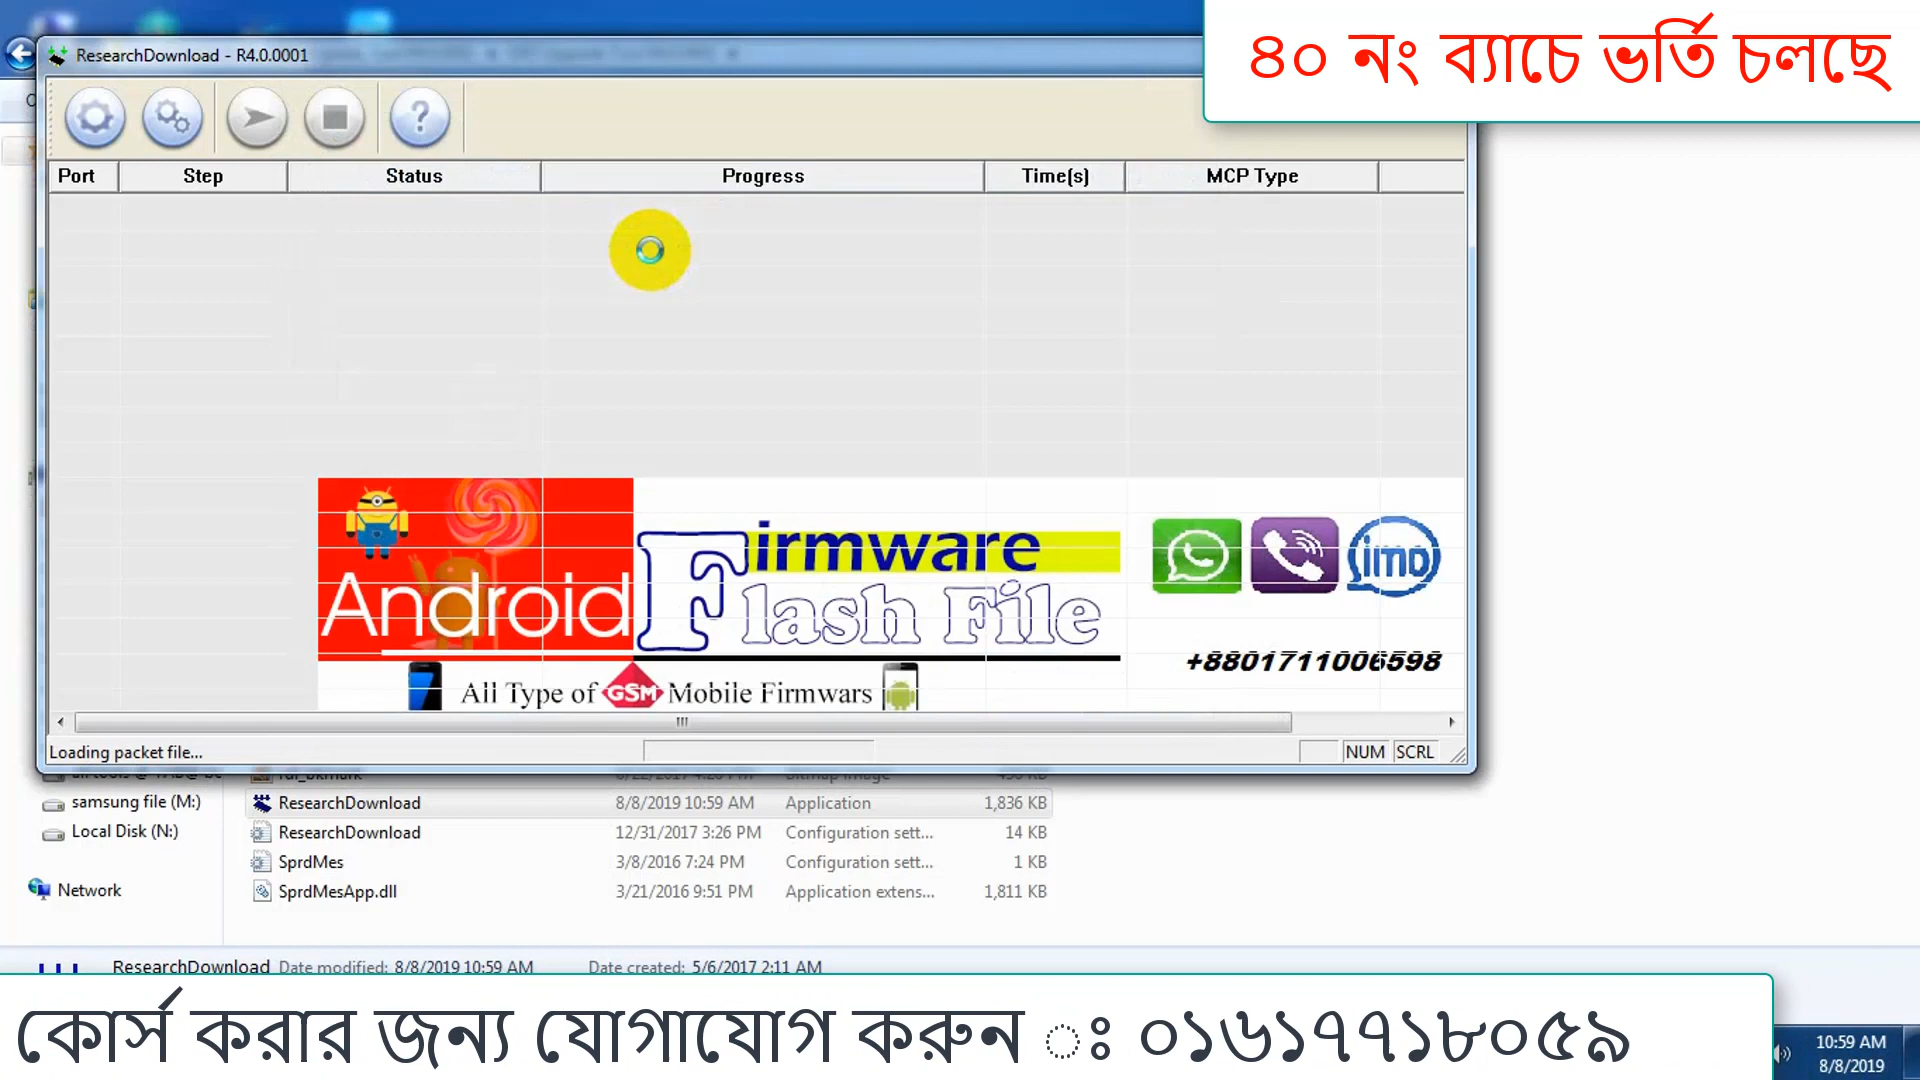 ৪০ নং ব্যাচে ভর্তি চলছে
ResearchDownload - R4.0.0001
Port Step Status Progress Time(s) MCP Type
Android Firmware Flash File
imo
+8801711006598
All Type of GSM Mobile Firmwars
Loading packet file... NUM SCRL
samsung file (M:) ResearchDownload 8/8/2019 10:59 AM Application 1,836 KB
Local Disk (N:) ResearchDownload 12/31/2017 3:26 PM Configuration sett... 14 KB
SprdMes 3/8/2016 7:24 PM Configuration sett... 1 KB
Network SprdMesApp.dll 3/21/2016 9:51 PM Application extens... 1,811 KB
ResearchDownload Date modified: 8/8/2019 10:59 AM Date created: 5/6/2017 2:11 AM
কোর্স করার জন্য যোগাযোগ করুন ঃ ০১৬১৭৭১৮০৫৯
10:59 AM
8/8/2019